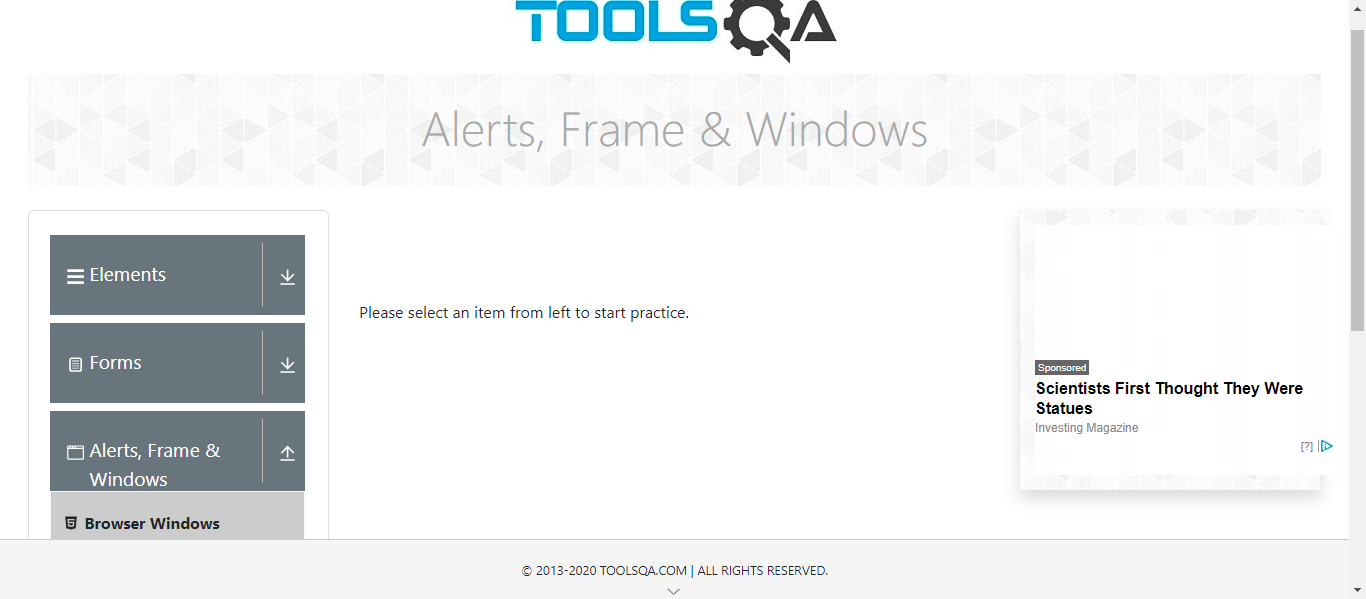 TOOLSQA
Alerts, Frame & Windows
Elements
Forms
Alerts, Frame &
Windows
Browser Windows
Please select an item from left to start practice.
Sponsored
Scientists First Thought They Were
Statues
Investing Magazine
[?]
© 2013-2020 TOOLSQA.COM | ALL RIGHTS RESERVED.